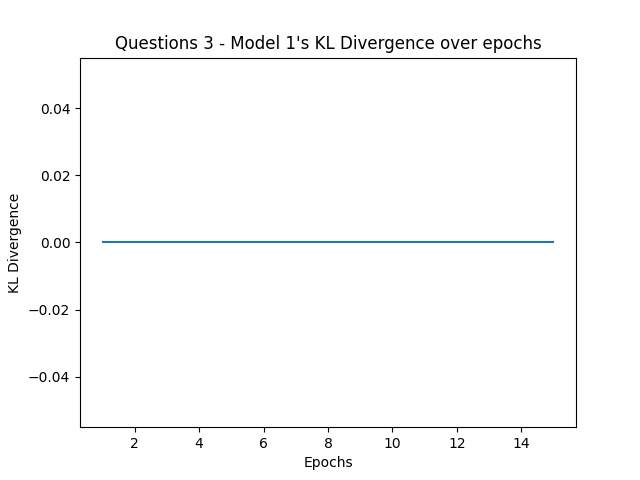 Questions 3 - Model 1's KL Divergence over epochs
KL Divergence
0.04
0.02
0.00
−0.02
−0.04
2 4 6 8 10 12 14
Epochs